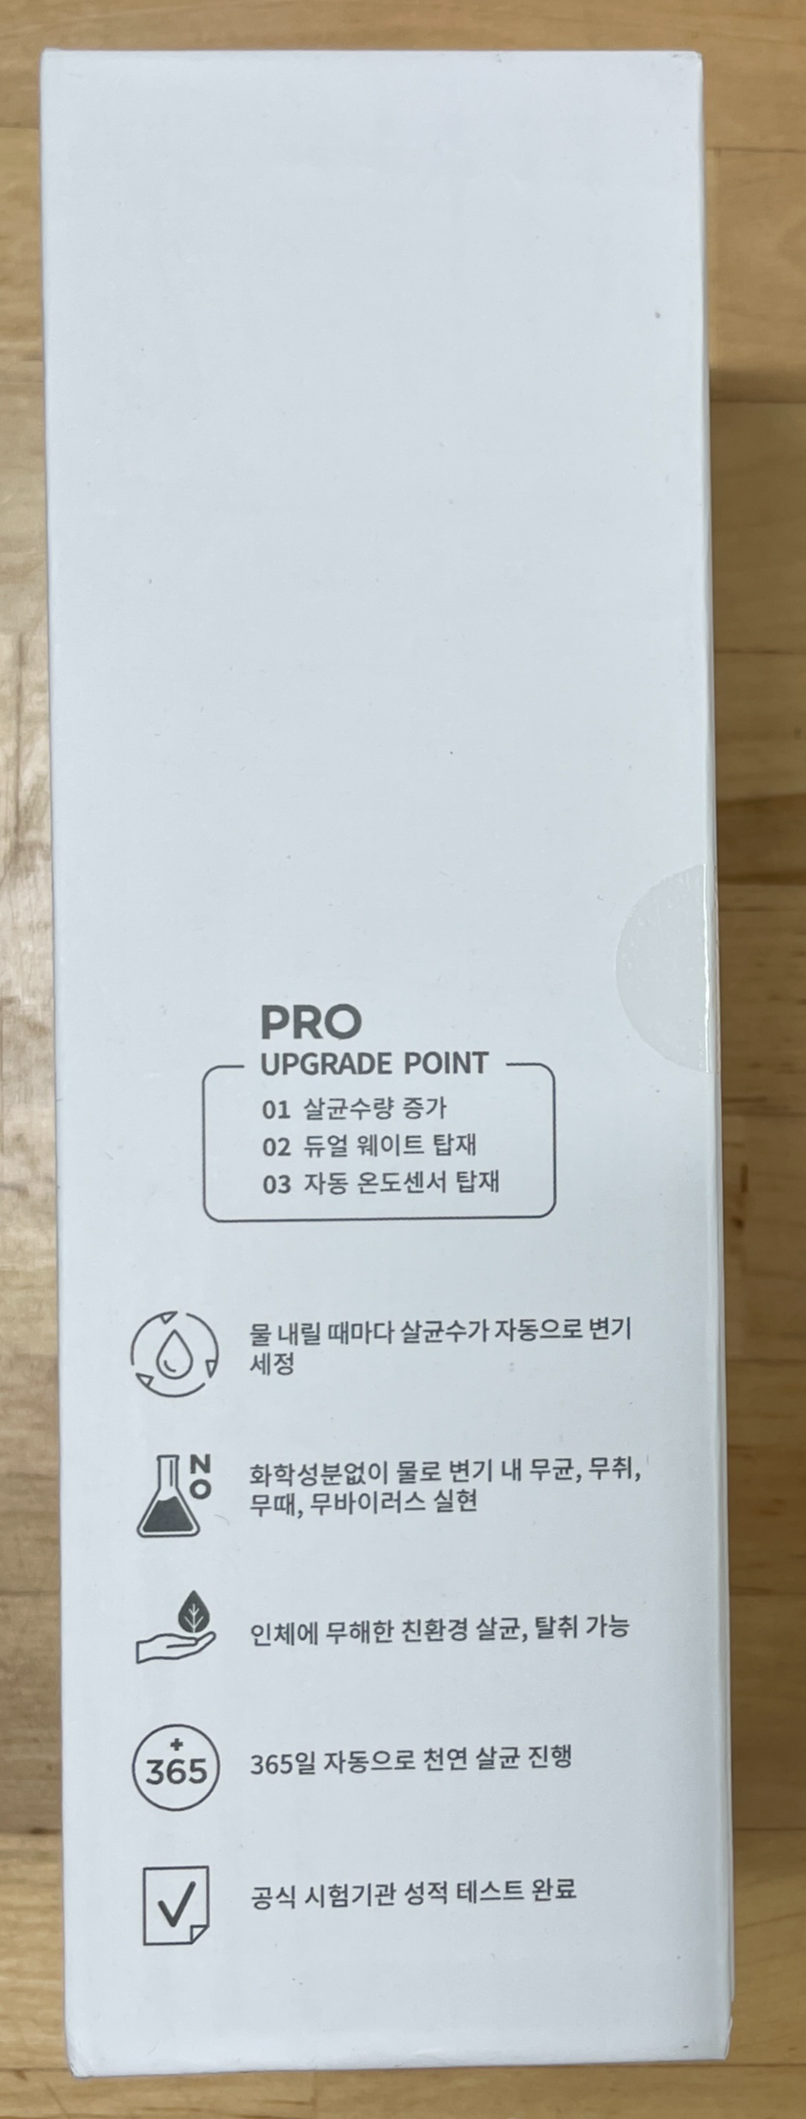 PRO
UPGRADE POINT
01 살균수량 증가
02 듀얼 웨이트 탑재
03 자동 온도센서 탑재
물 내릴 때마다 살균수가 자동으로 변기
세정
N
O
화학성분없이 물로 변기 내 무균, 무취,
무때, 무바이러스 실현
인체에 무해한 친환경 살균, 탈취 가능
+
365
365일 자동으로 천연 살균 진행
공식 시험기관 성적 테스트 완료